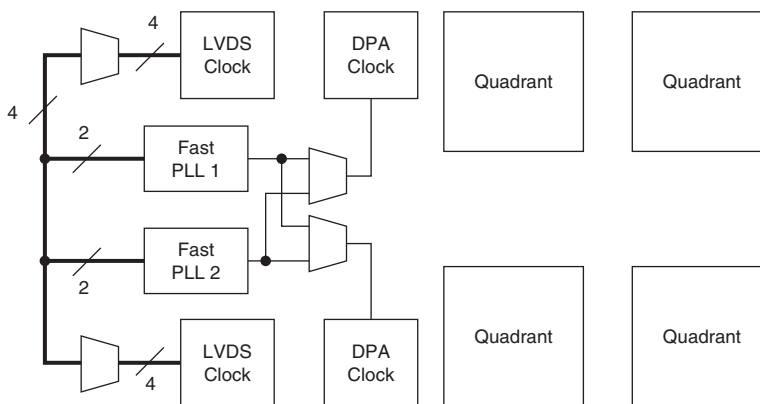 4
LVDS
Clock
DPA
Clock
Quadrant
Quadrant
4
2
Fast
PLL 1
Fast
PLL 2
2
LVDS
Clock
4
DPA
Clock
Quadrant
Quadrant